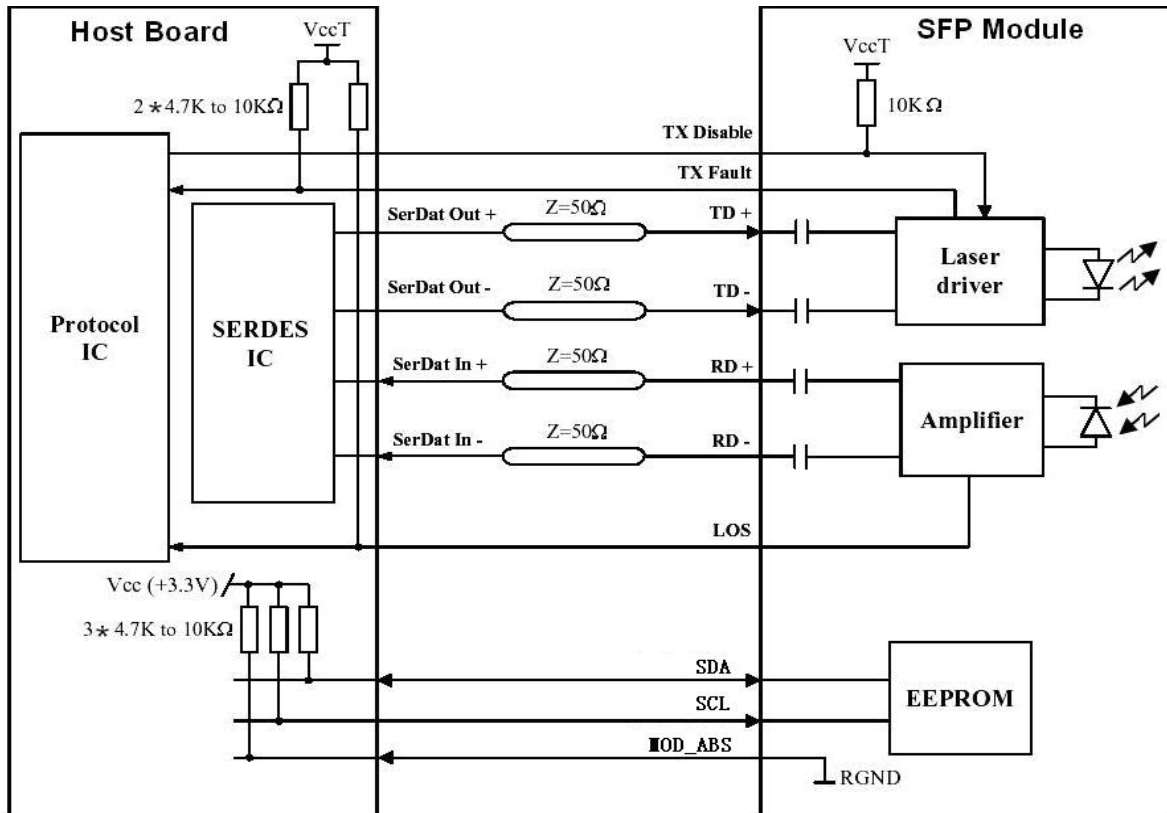 Host Board
SFP Module
VccT
VccT
2*4.7K to 10KΩ
10KΩ
TX Disable
TX Fault
SerDat Out +
Z=50Ω
TD +
Laser
driver
SerDat Out -
Z=50Ω
TD -
Protocol
IC
SERDES
IC
SerDat In +
Z=50Ω
RD +
Amplifier
SerDat In -
Z=50Ω
RD -
LOS
Vcc (+3.3V)
3*4.7K to 10KΩ
SDA
SCL
EEPROM
MOD_ABS
RGND